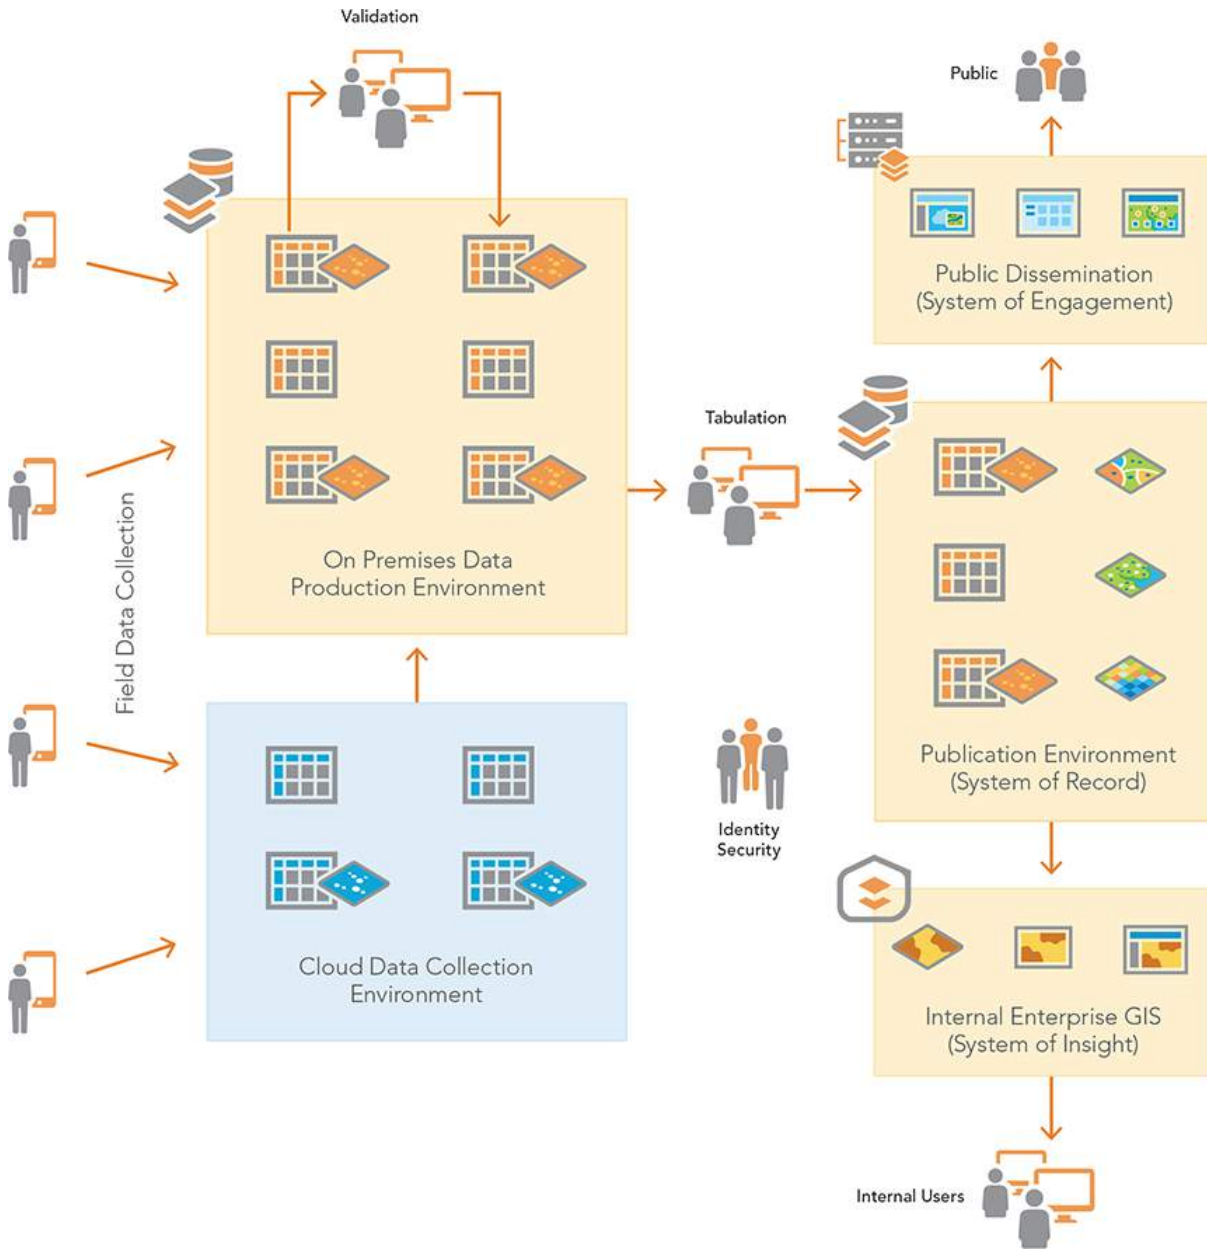 Validation
Public
Public Dissemination
(System of Engagement)
Tabulation
Field Data Collection
On Premises Data
Production Environment
Publication Environment
(System of Record)
Identity
Security
Cloud Data Collection
Environment
Internal Enterprise GIS
(System of Insight)
Internal Users